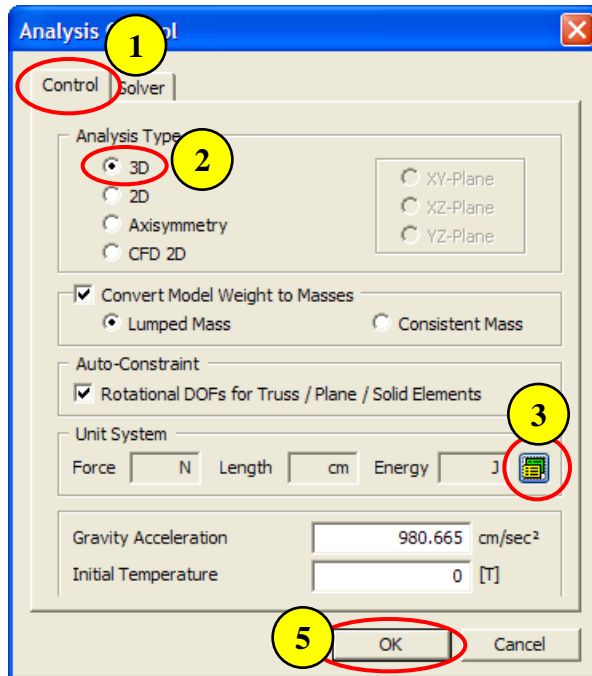 Analysis Control
1
Control Solver
Analysis Type
3D
2
2D
Axisymmetry
CFD 2D
XY-Plane
XZ-Plane
YZ-Plane
Convert Model Weight to Masses
Lumped Mass Consistent Mass
Auto-Constraint
Rotational DOFs for Truss / Plane / Solid Elements
3
Unit System
Force N Length cm Energy J
Gravity Acceleration 980.665 cm/sec²
Initial Temperature 0 [T]
5
OK Cancel